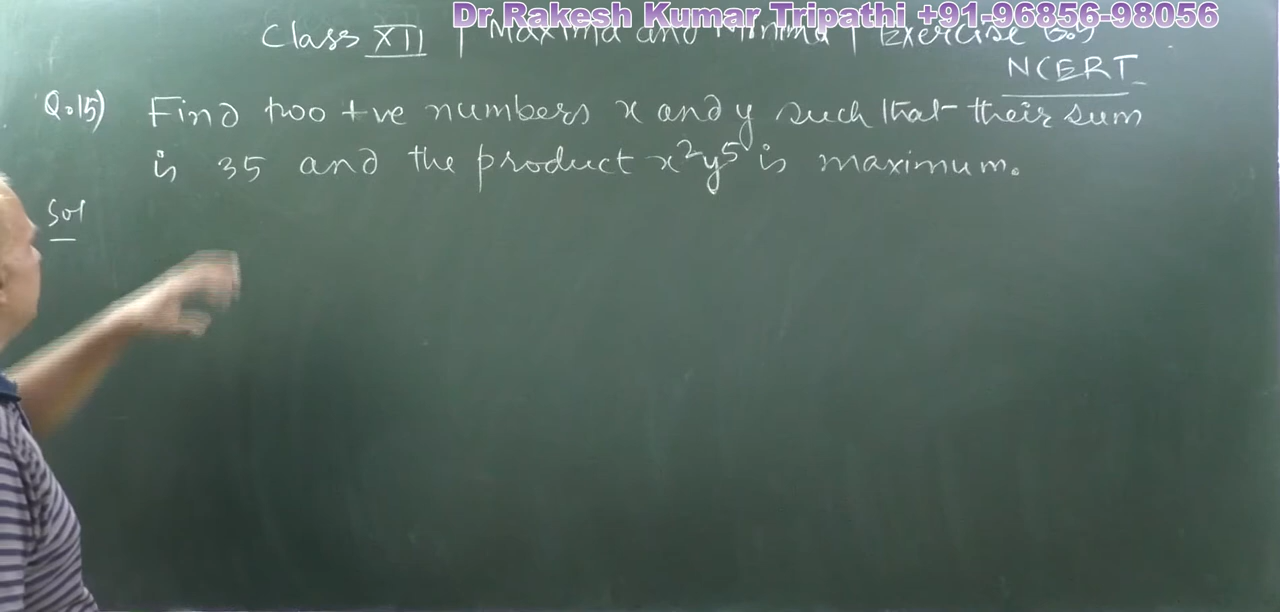 Dr Rakesh Kumar Tripathi +91-96856-98056
Class XII | Maxima and Minima | Exercise
NCERT
Q.15) Find two +ve numbers x and y such that their sum
is 35 and the product x²y⁵ is maximum.
Sol